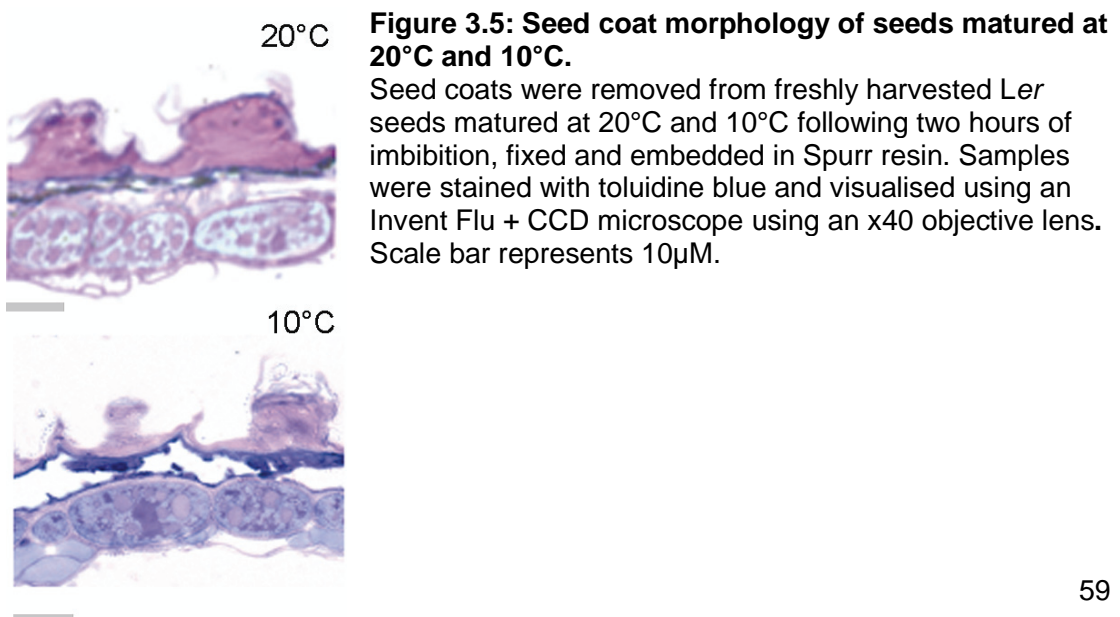 20°C
Figure 3.5: Seed coat morphology of seeds matured at
20°C and 10°C.
Seed coats were removed from freshly harvested Ler
seeds matured at 20°C and 10°C following two hours of
imbibition, fixed and embedded in Spurr resin. Samples
were stained with toluidine blue and visualised using an
Invent Flu + CCD microscope using an x40 objective lens.
Scale bar represents 10µM.
10°C
59